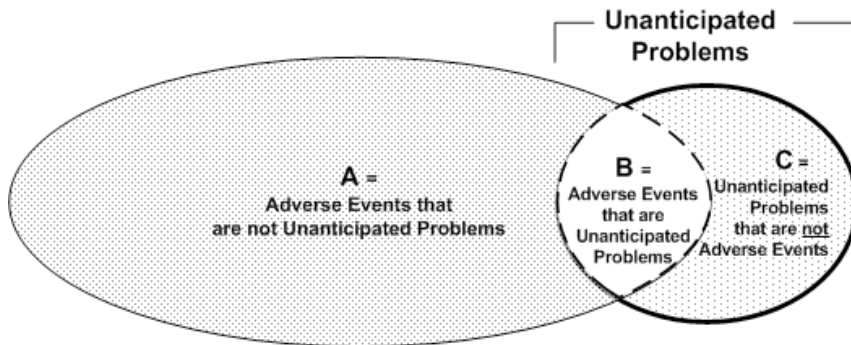 Unanticipated
Problems
A =
Adverse Events that
are not Unanticipated Problems
B =
Adverse Events
that are
Unanticipated
Problems
C =
Unanticipated
Problems
that are not
Adverse Events